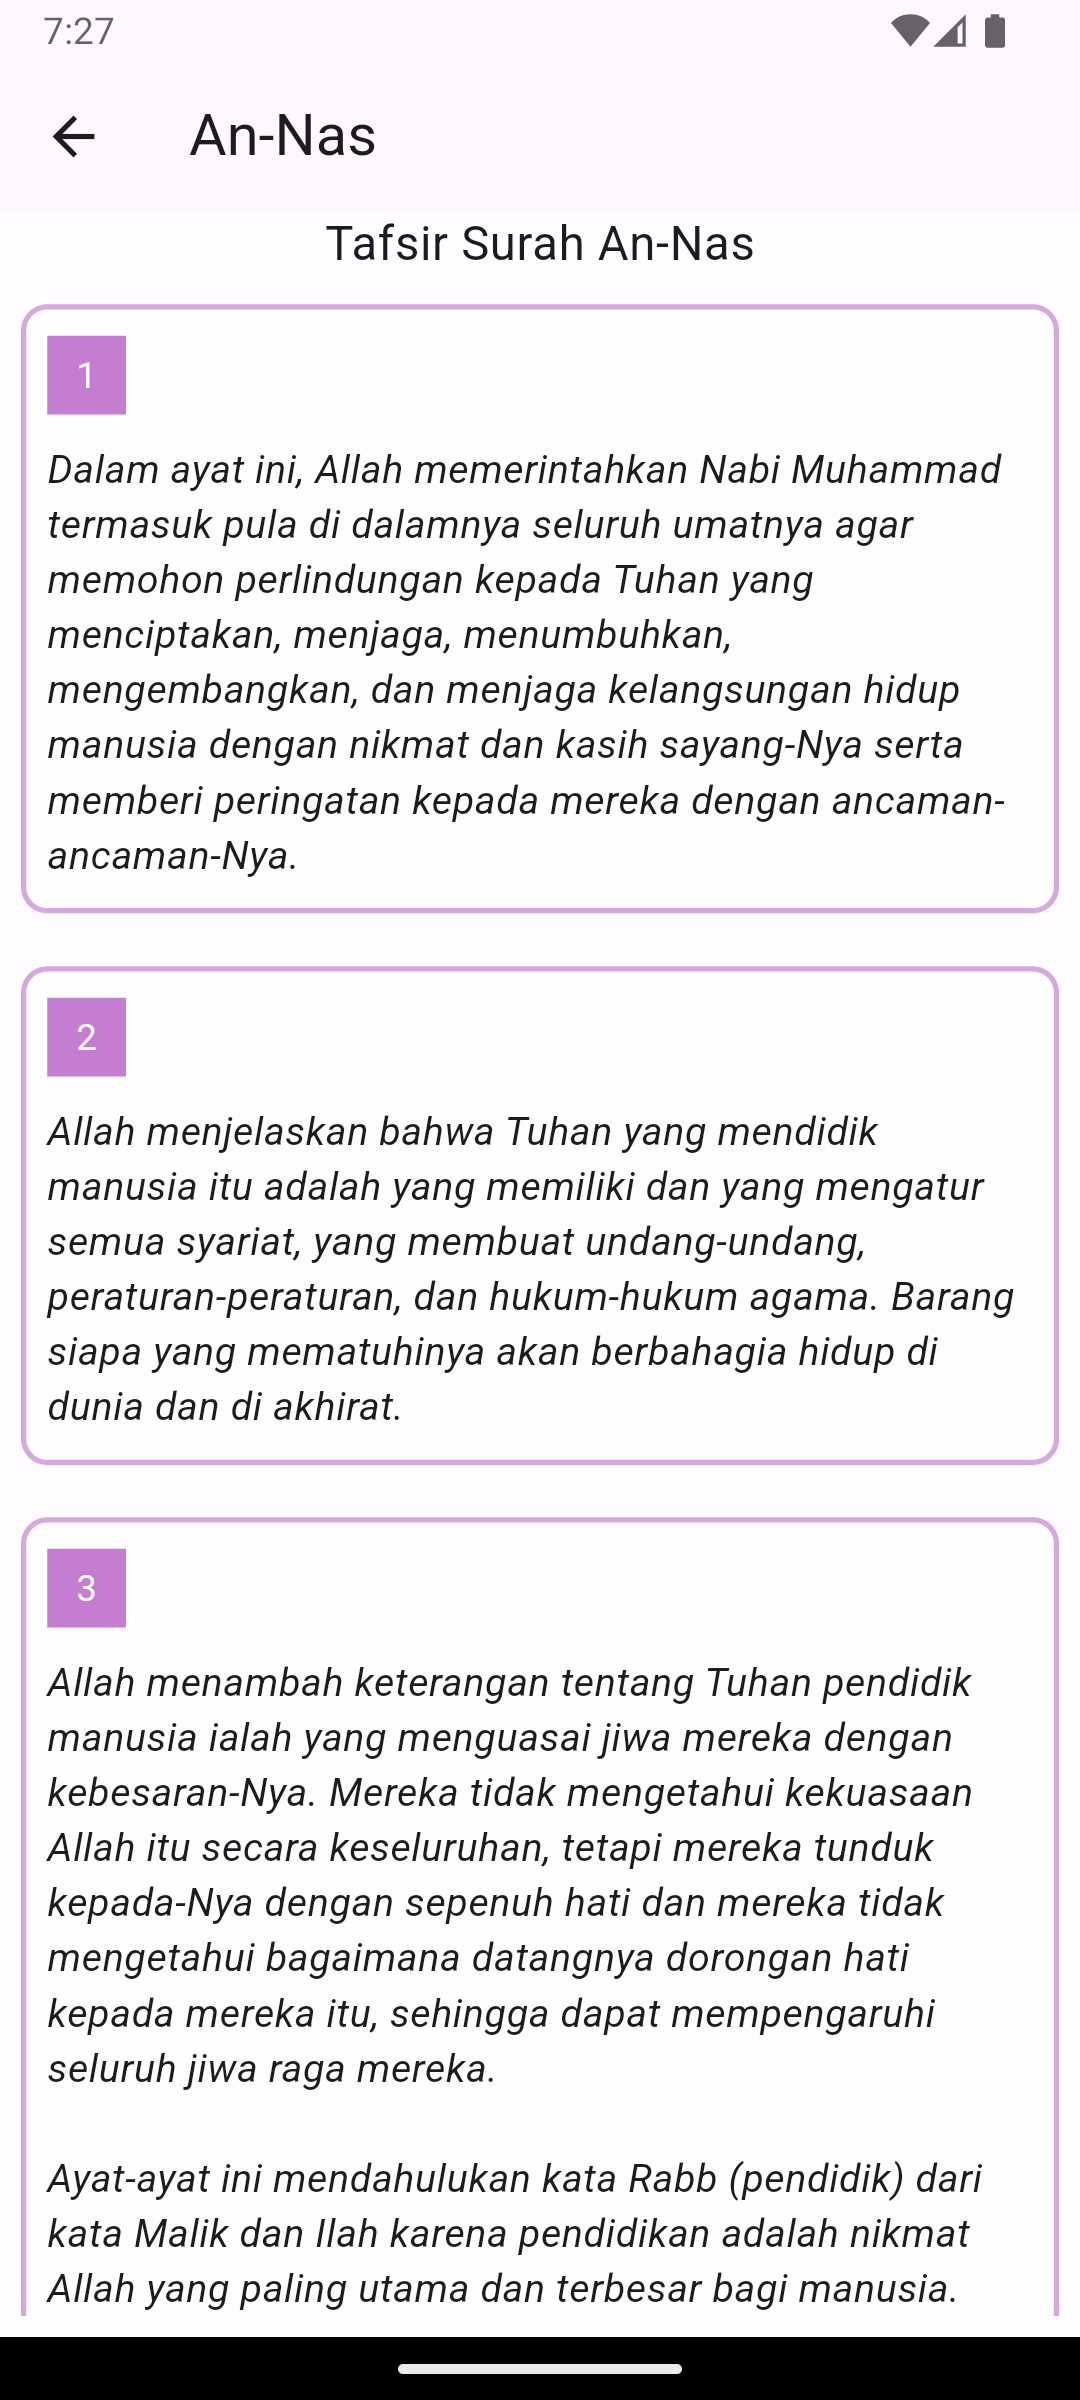 7:27
An-Nas
Tafsir Surah An-Nas
1
Dalam ayat ini, Allah memerintahkan Nabi Muhammad
termasuk pula di dalamnya seluruh umatnya agar
memohon perlindungan kepada Tuhan yang
menciptakan, menjaga, menumbuhkan,
mengembangkan, dan menjaga kelangsungan hidup
manusia dengan nikmat dan kasih sayang-Nya serta
memberi peringatan kepada mereka dengan ancaman-
ancaman-Nya.
2
Allah menjelaskan bahwa Tuhan yang mendidik
manusia itu adalah yang memiliki dan yang mengatur
semua syariat, yang membuat undang-undang,
peraturan-peraturan, dan hukum-hukum agama. Barang
siapa yang mematuhinya akan berbahagia hidup di
dunia dan di akhirat.
3
Allah menambah keterangan tentang Tuhan pendidik
manusia ialah yang menguasai jiwa mereka dengan
kebesaran-Nya. Mereka tidak mengetahui kekuasaan
Allah itu secara keseluruhan, tetapi mereka tunduk
kepada-Nya dengan sepenuh hati dan mereka tidak
mengetahui bagaimana datangnya dorongan hati
kepada mereka itu, sehingga dapat mempengaruhi
seluruh jiwa raga mereka.
Ayat-ayat ini mendahulukan kata Rabb (pendidik) dari
kata Malik dan Ilah karena pendidikan adalah nikmat
Allah yang paling utama dan terbesar bagi manusia.